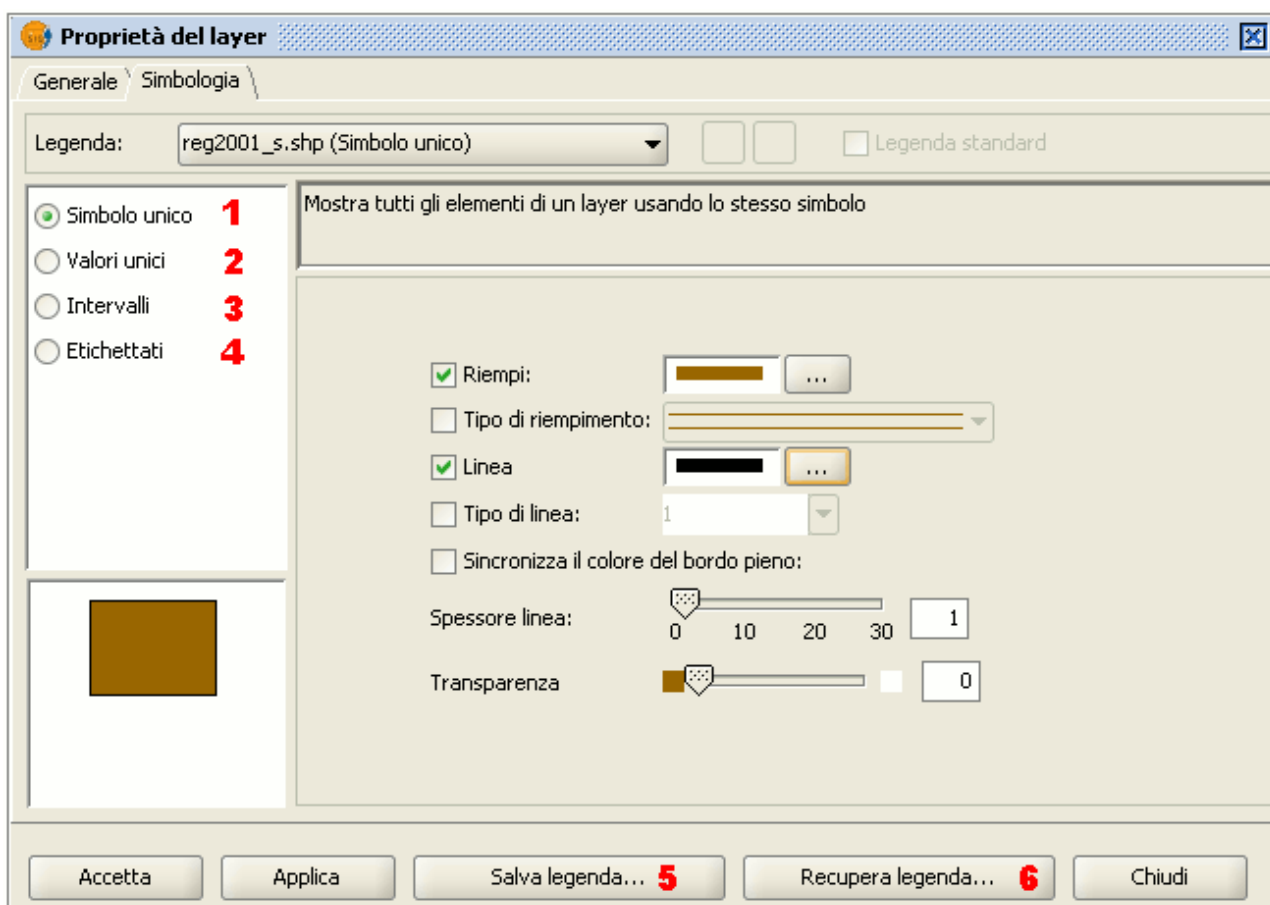 Proprietà del layer
Generale Simbologia
Legenda: reg2001_s.shp (Simbolo unico) Legenda standard
Simbolo unico 1
Valori unici 2
Intervalli 3
Etichettati 4
Mostra tutti gli elementi di un layer usando lo stesso simbolo
Riempi: ...
Tipo di riempimento:
Linea ...
Tipo di linea: 1
Sincronizza il colore del bordo pieno:
Spessore linea: 0 10 20 30 1
Transparenza 0
Accetta Applica Salva legenda... 5 Recupera legenda... 6 Chiudi